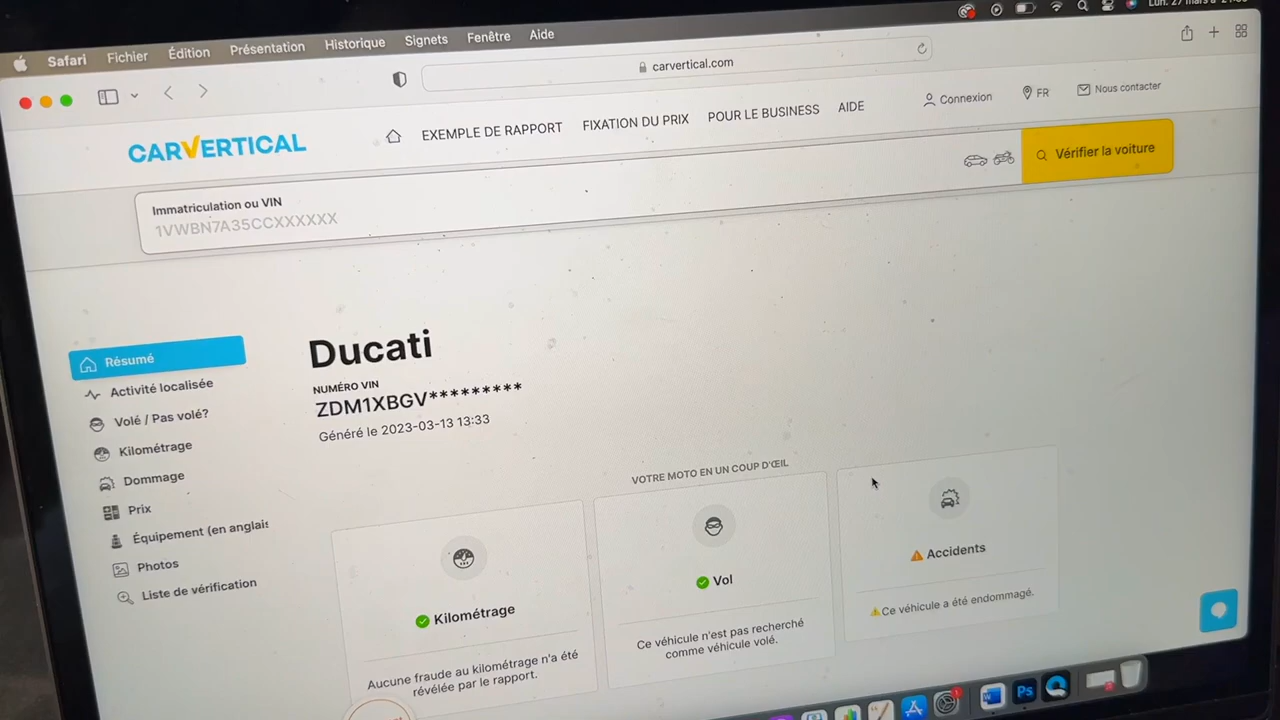 Safari Fichier Édition Présentation Historique Signets Fenêtre Aide
carvertical.com
CARVERTICAL
EXEMPLE DE RAPPORT FIXATION DU PRIX POUR LE BUSINESS AIDE Connexion FR Nous contacter
Immatriculation ou VIN
1VWBN7A35CCXXXXXX
Vérifier la voiture
Résumé
Activité localisée
Volé / Pas volé?
Kilométrage
Dommage
Prix
Équipement (en anglais
Photos
Liste de vérification
Ducati
NUMÉRO VIN
ZDM1XBGV*********
Généré le 2023-03-13 13:33
VOTRE MOTO EN UN COUP D'ŒIL
Kilométrage
Aucune fraude au kilométrage n'a été
révélée par le rapport.
Vol
Ce véhicule n'est pas recherché
comme véhicule volé.
Accidents
Ce véhicule a été endommagé.
Ps